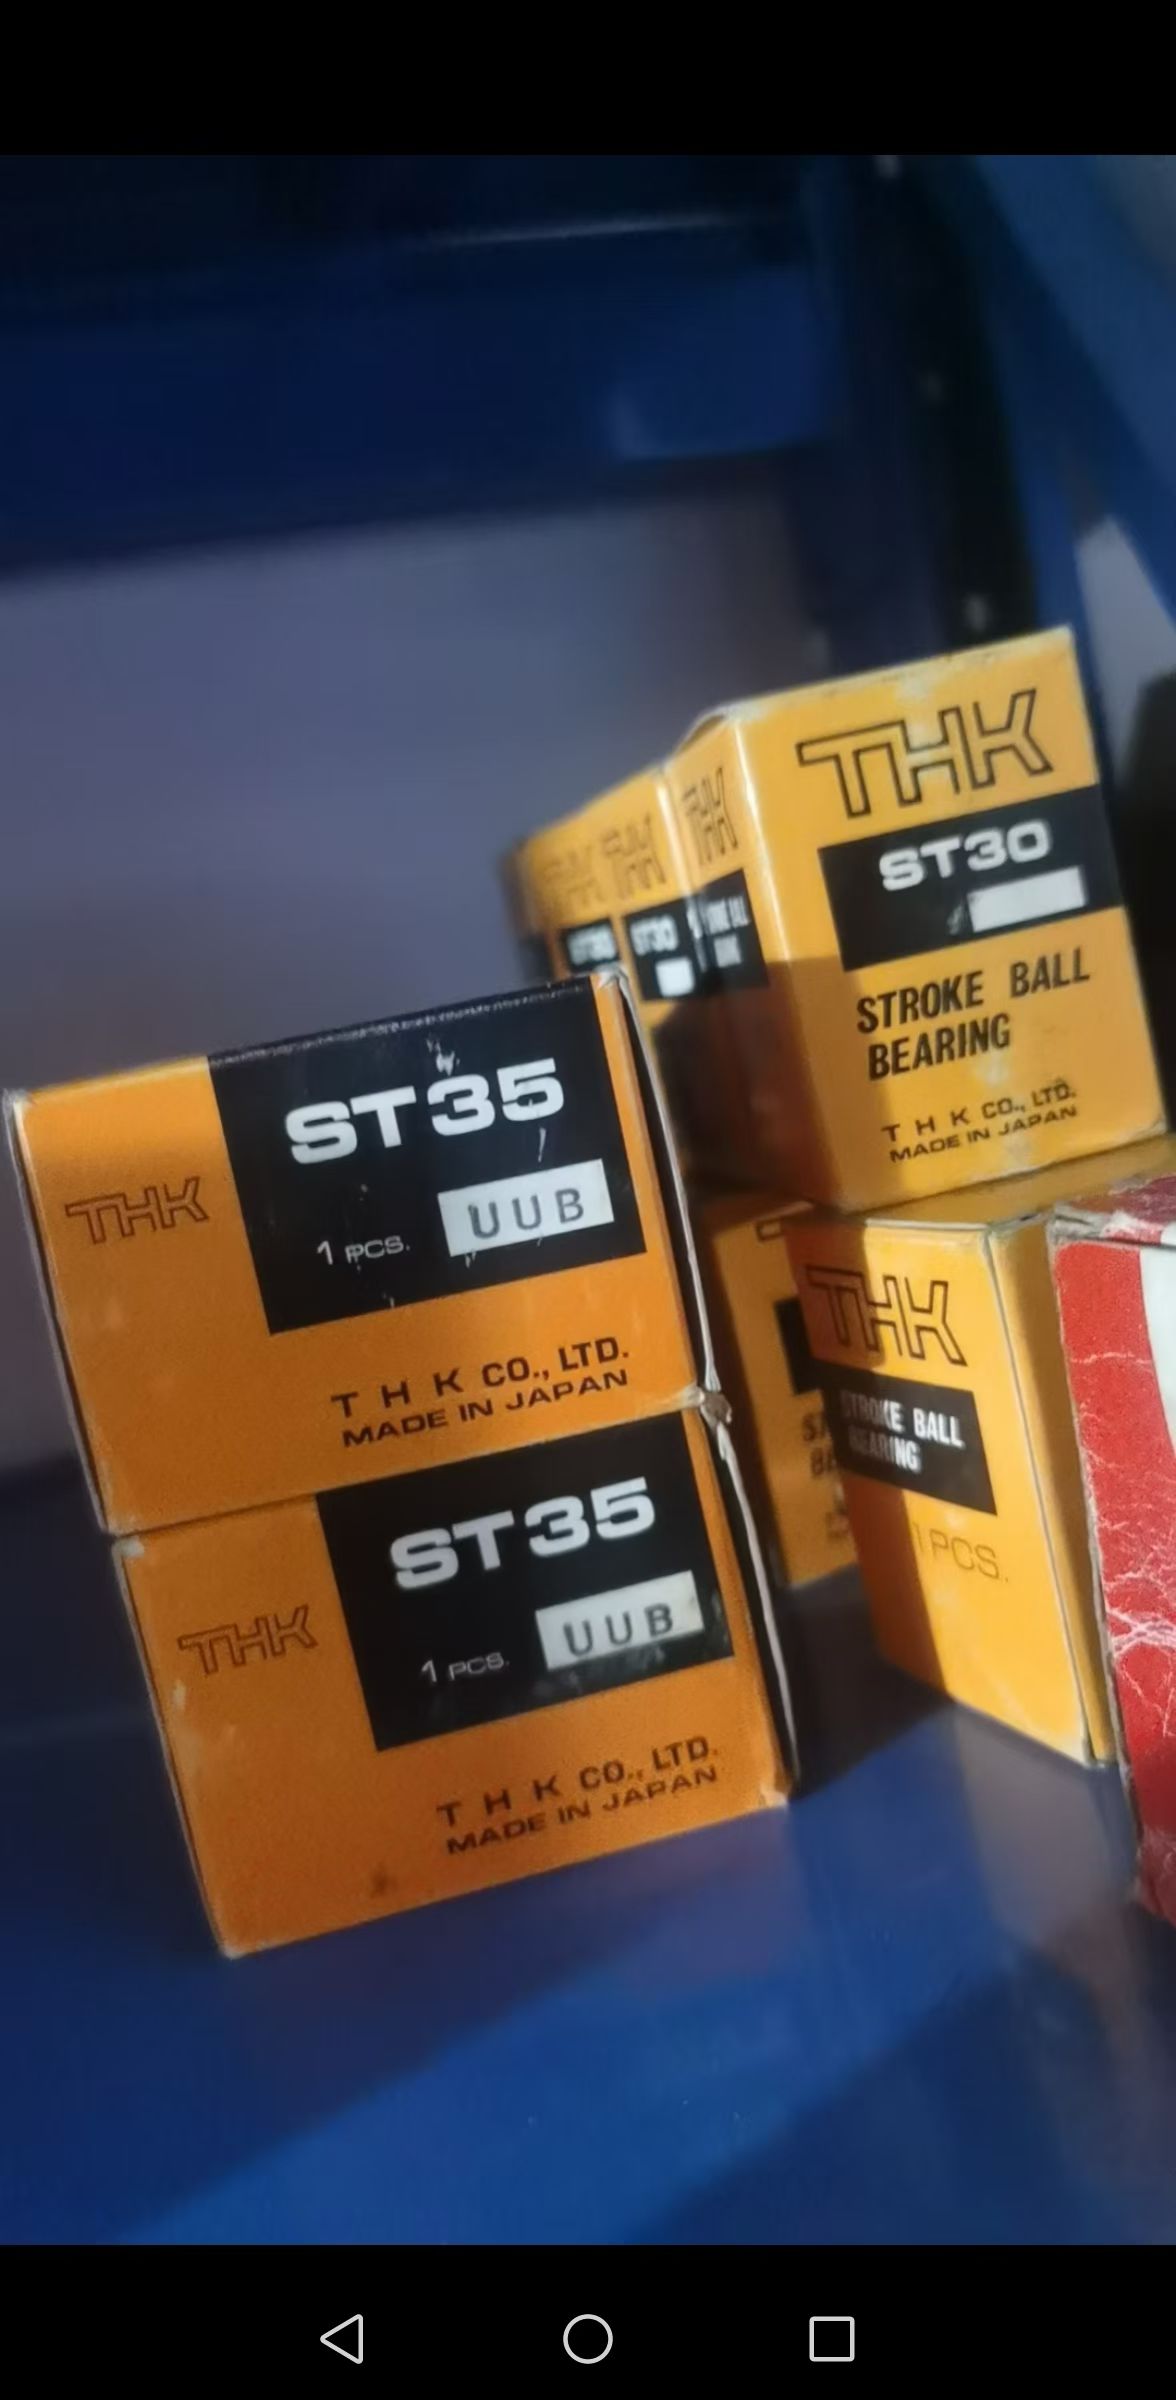 THK
ST30
STROKE BALL
BEARING
T H K CO., LTD.
MADE IN JAPAN
THK
THK
ST30
ST30
THK
STROKE BALL
BEARING
1 PCS.
ST35
THK
1 PCS.
UUB
T H K CO., LTD.
MADE IN JAPAN
ST35
THK
1 PCS.
UUB
T H K CO., LTD.
MADE IN JAPAN